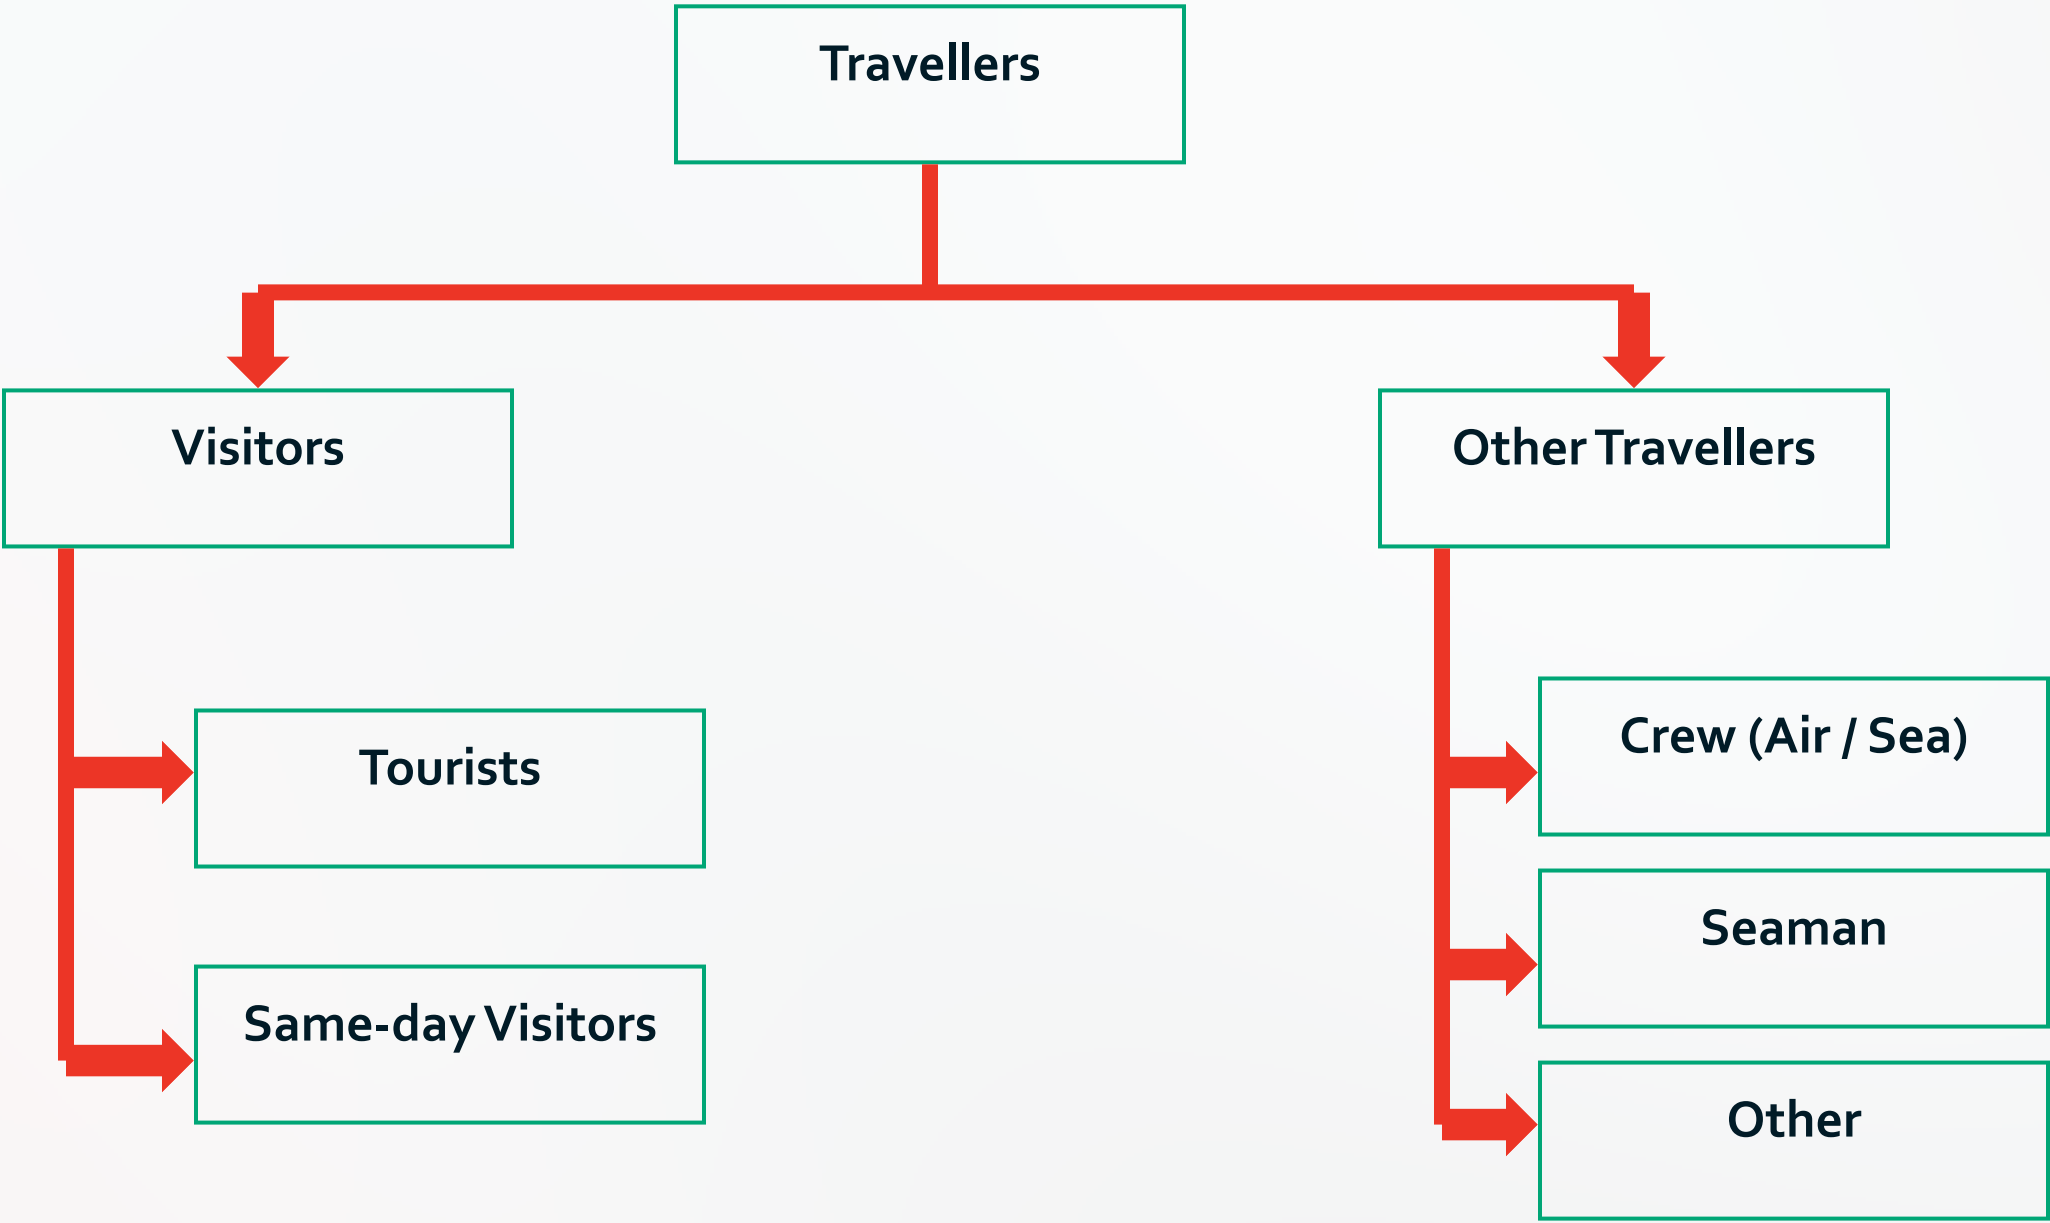 Travellers
Visitors
Other Travellers
Tourists
Same-day Visitors
Crew (Air / Sea)
Seaman
Other